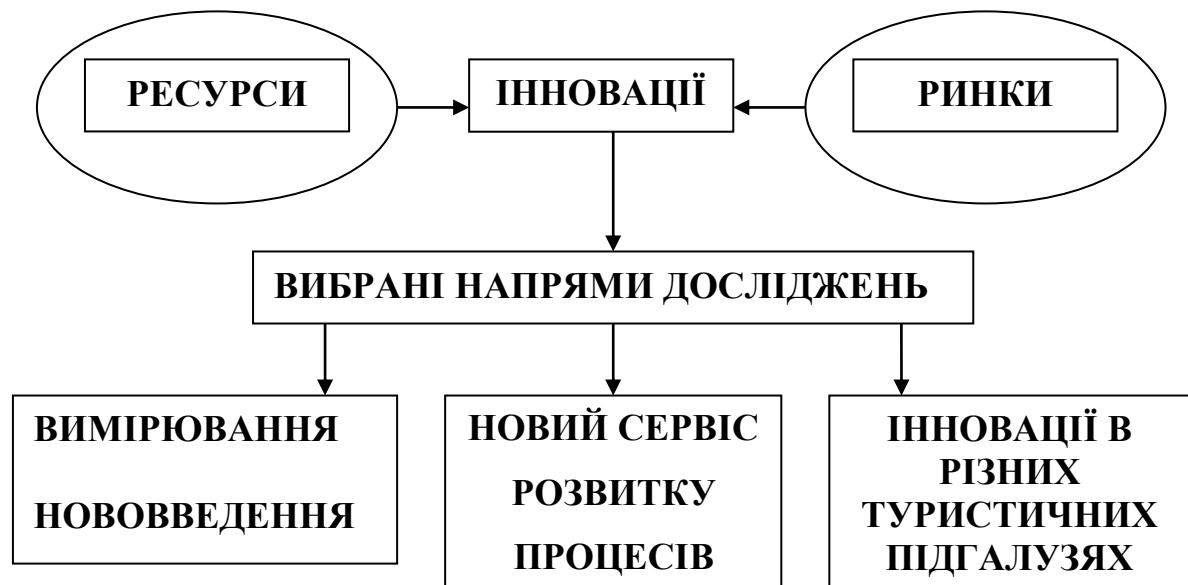 РЕСУРСИ
ІННОВАЦІЇ
РИНКИ
ВИБРАНІ НАПРЯМИ ДОСЛІДЖЕНЬ
ВИМІРЮВАННЯ
НОВОВВЕДЕННЯ
НОВИЙ СЕРВІС
РОЗВИТКУ
ПРОЦЕСІВ
ІННОВАЦІЇ В
РІЗНИХ
ТУРИСТИЧНИХ
ПІДГАЛУЗЯХ